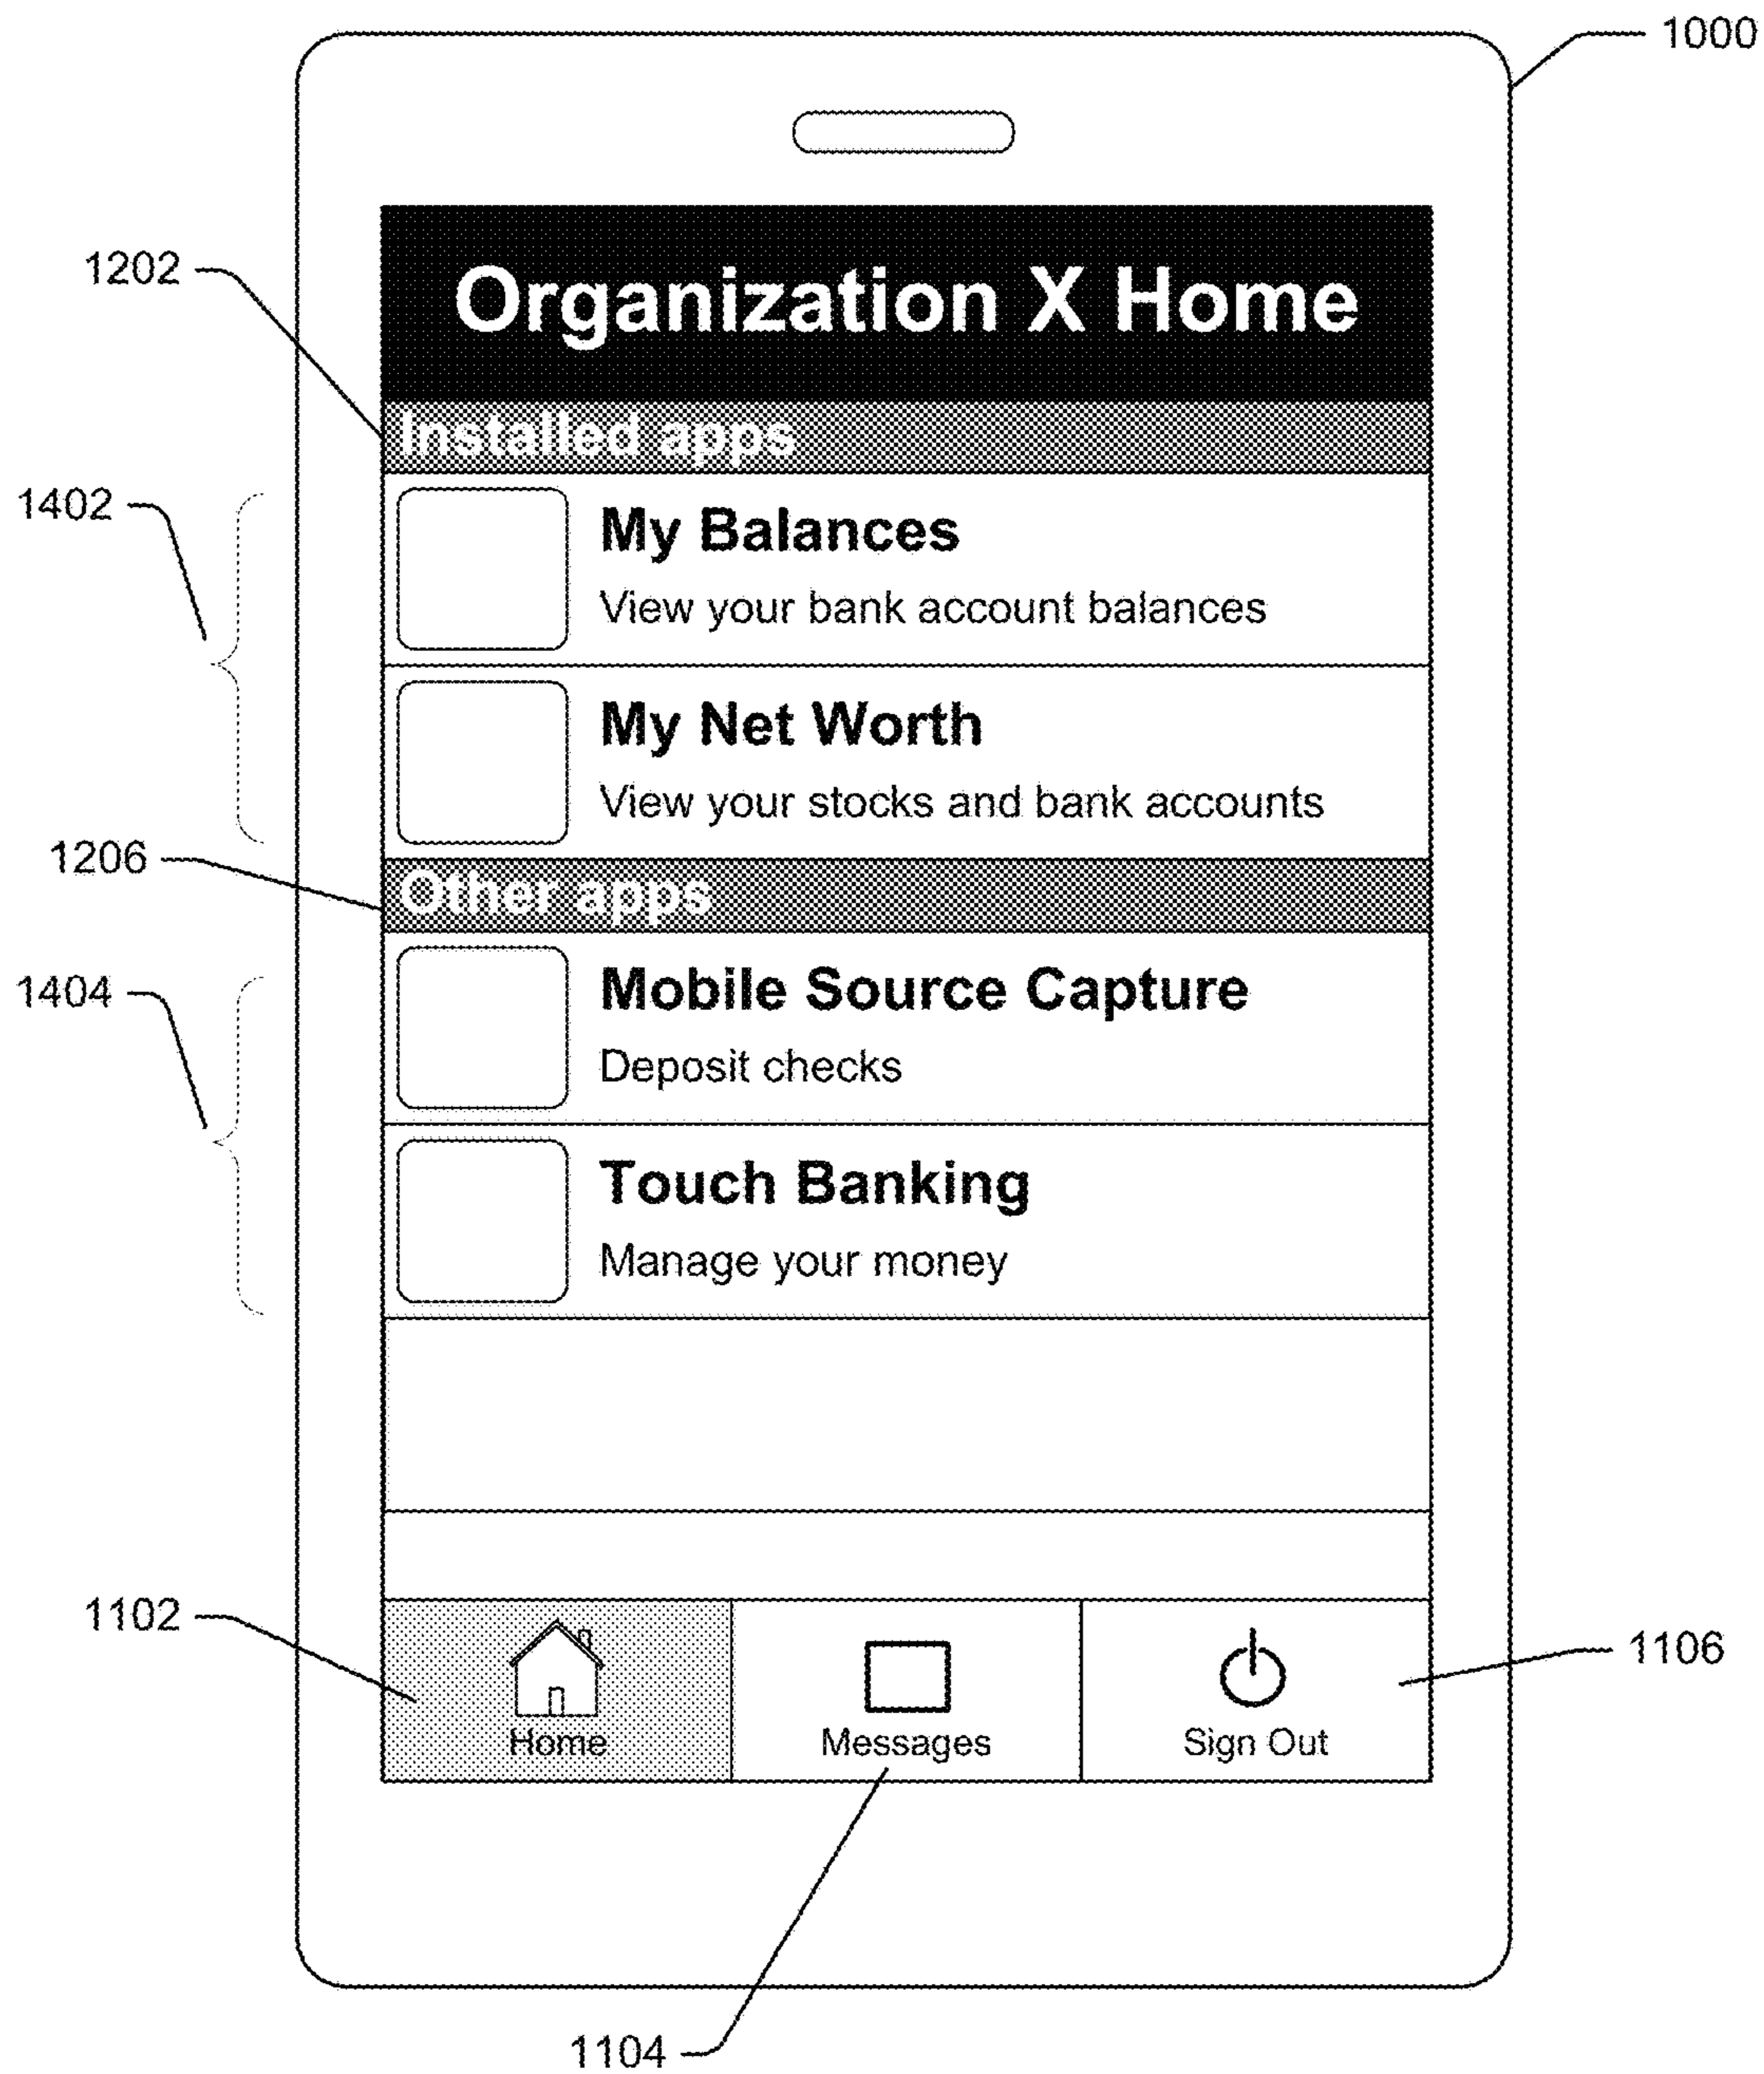 1000
Organization X Home
1202
Installed apps
1402
My Balances
View your bank account balances
My Net Worth
View your stocks and bank accounts
1206
Other apps
1404
Mobile Source Capture
Deposit checks
Touch Banking
Manage your money
1102
Home
Messages
Sign Out
1106
1104